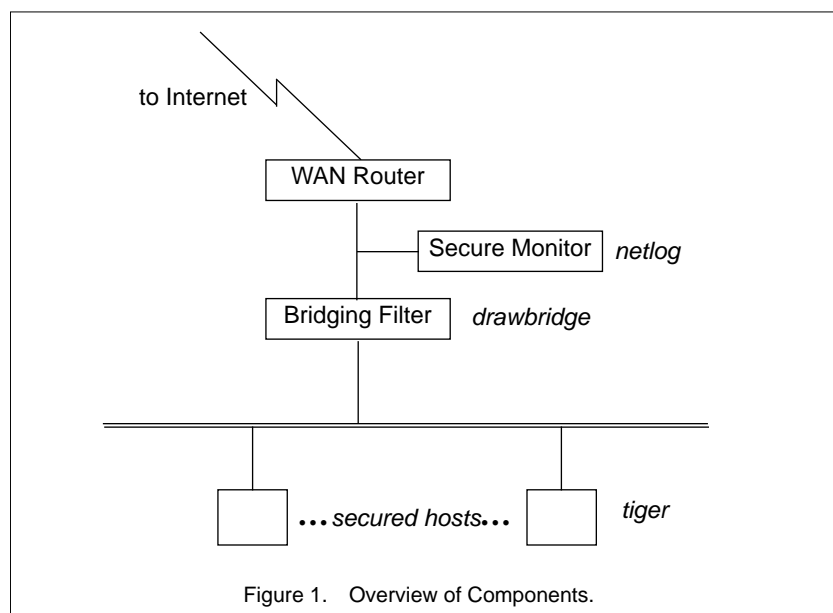 to Internet
WAN Router
Secure Monitor netlog
Bridging Filter drawbridge
...secured hosts... tiger
Figure 1. Overview of Components.